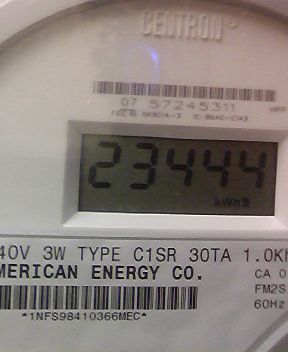 CENTRON®
07 57245311
23444
kWh
40V 3W TYPE C1SR 30TA 1.0K
MERICAN ENERGY CO.
CA 0
FM2S
60Hz
*1NFS98410366MEC*